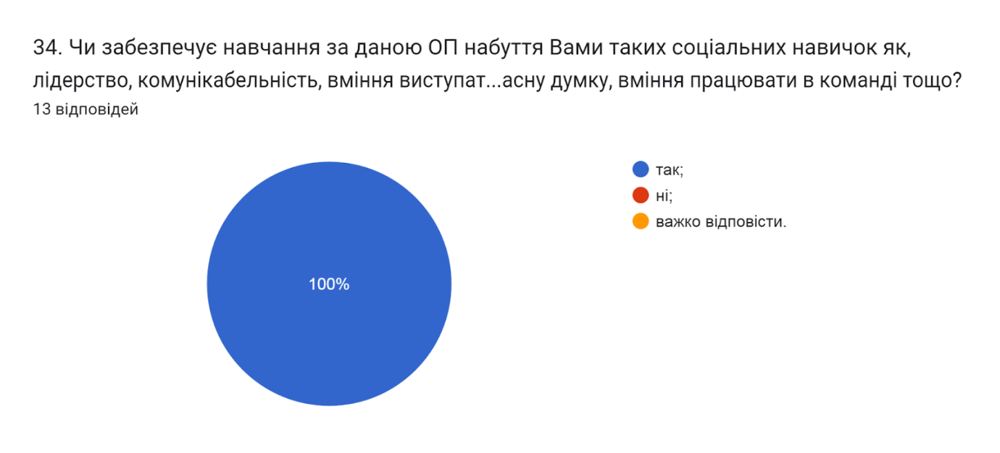 34. Чи забезпечує навчання за даною ОП набуття Вами таких соціальних навичок як,
лідерство, комунікабельність, вміння виступат...асну думку, вміння працювати в команді тощо?
13 відповідей
так;
ні;
важко відповісти.
100%